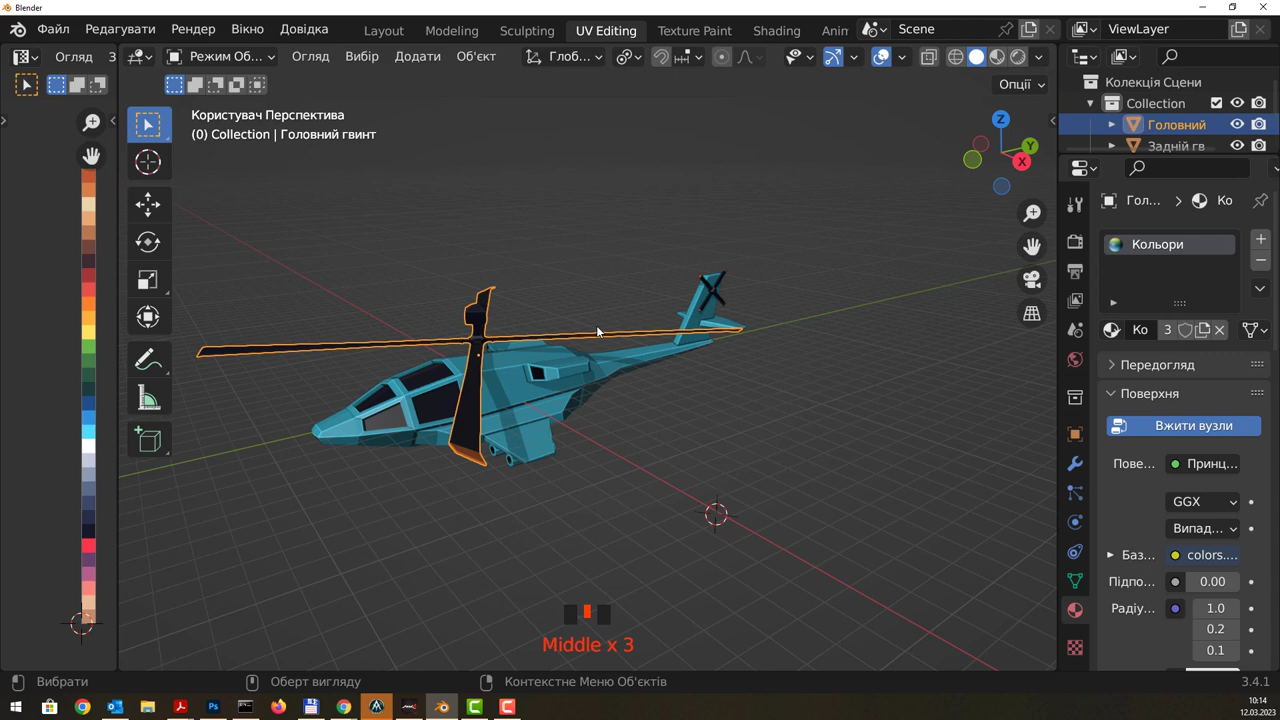 Blender
Файл Редагувати Рендер Вікно Довідка Layout Modeling Sculpting UV Editing Texture Paint Shading Anim Scene ViewLayer
Огляд З Режим Об... Огляд Вибір Додати Об'єкт Глоб...
Опції
Колекція Сцени
Collection
Головний
Задній гв
Користувач Перспектива
(0) Collection | Головний гвинт
Z
Y
X
Гол... Ко
Кольори
Ко 3
Передогляд
Поверхня
Вжити вузли
Пове... Принц...
GGX
Випад...
Баз... colors....
Підпо... 0.00
Радіу... 1.0
0.2
0.1
Middle x 3
Вибрати Оберт вигляду Контекстне Меню Об'єктів 3.4.1
10:14
12.03.2023